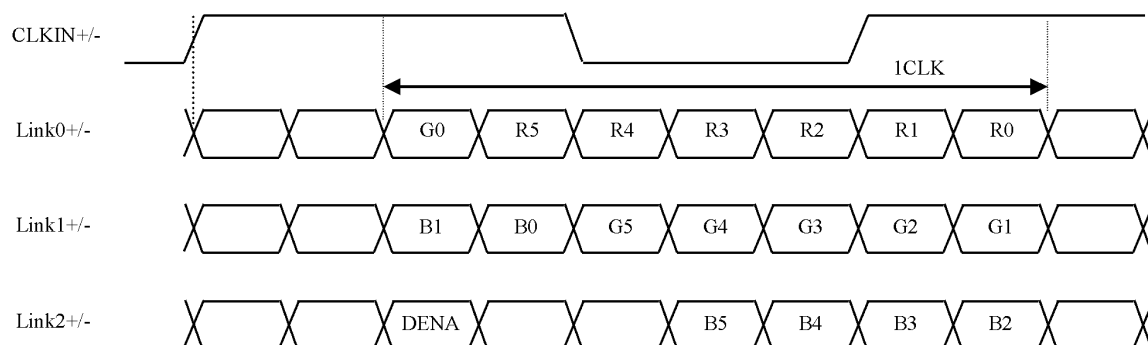 CLKIN+/-
1CLK
Link0+/- G0 R5 R4 R3 R2 R1 R0
Link1+/- B1 B0 G5 G4 G3 G2 G1
Link2+/- DENA B5 B4 B3 B2